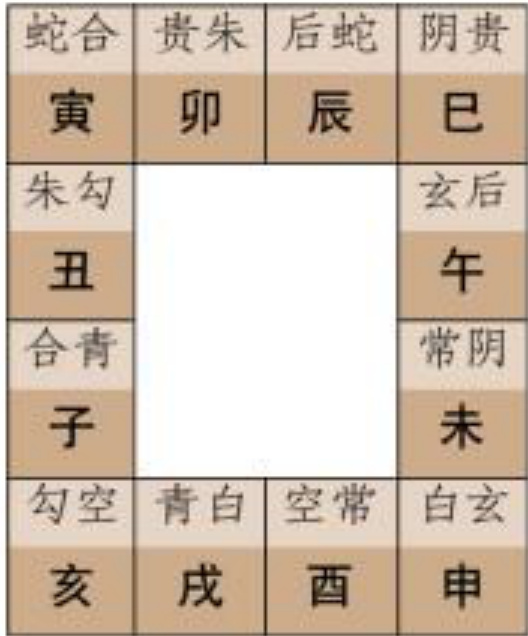 蛇合 贵朱 后蛇 阴贵
寅 卯 辰 巳
朱勾 玄后
丑 午
合青 常阴
子 未
勾空 青白 空常 白玄
亥 戌 酉 申